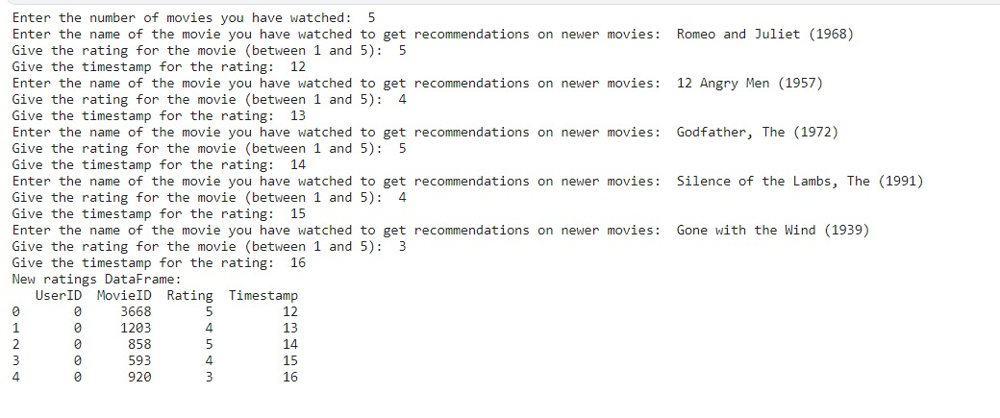 Enter the number of movies you have watched:  5
Enter the name of the movie you have watched to get recommendations on newer movies:  Romeo and Juliet (1968)
Give the rating for the movie (between 1 and 5):  5
Give the timestamp for the rating:  12
Enter the name of the movie you have watched to get recommendations on newer movies:  12 Angry Men (1957)
Give the rating for the movie (between 1 and 5):  4
Give the timestamp for the rating:  13
Enter the name of the movie you have watched to get recommendations on newer movies:  Godfather, The (1972)
Give the rating for the movie (between 1 and 5):  5
Give the timestamp for the rating:  14
Enter the name of the movie you have watched to get recommendations on newer movies:  Silence of the Lambs, The (1991)
Give the rating for the movie (between 1 and 5):  4
Give the timestamp for the rating:  15
Enter the name of the movie you have watched to get recommendations on newer movies:  Gone with the Wind (1939)
Give the rating for the movie (between 1 and 5):  3
Give the timestamp for the rating:  16
New ratings DataFrame:
   UserID  MovieID  Rating  Timestamp
0       0     3668       5         12
1       0     1203       4         13
2       0      858       5         14
3       0      593       4         15
4       0      920       3         16